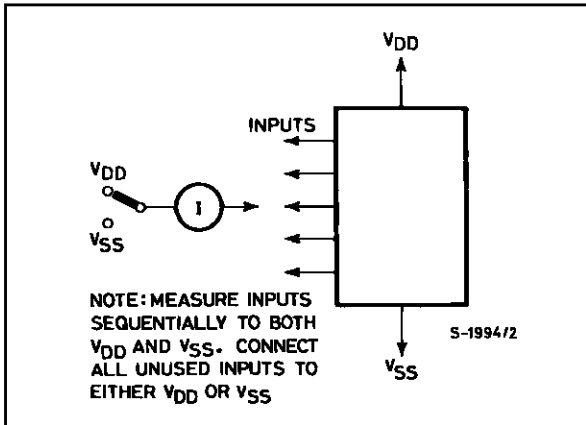 VDD
INPUTS
VDD
I
VSS
NOTE: MEASURE INPUTS
SEQUENTIALLY TO BOTH
VDD AND VSS. CONNECT
ALL UNUSED INPUTS TO
EITHER VDD OR VSS
S-1994/2
VSS